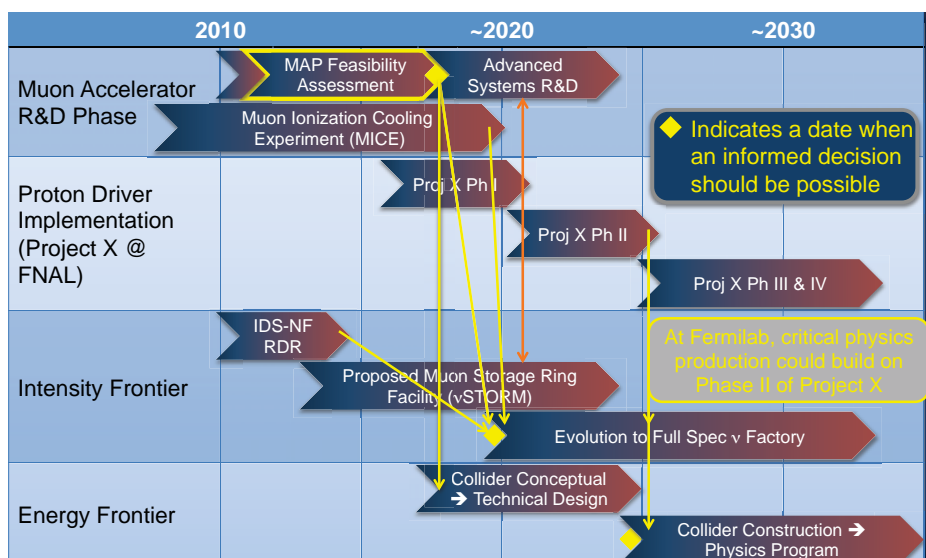 2010 ~2020 ~2030
Muon Accelerator
R&D Phase
MAP Feasibility
Assessment
Advanced
Systems R&D
Muon Ionization Cooling
Experiment (MICE)
Indicates a date when
an informed decision
should be possible
Proton Driver
Implementation
(Project X @
FNAL)
Proj X Ph I
Proj X Ph II
Proj X Ph III & IV
Intensity Frontier
IDS-NF
RDR
At Fermilab, critical physics
production could build on
Phase II of Project X
Proposed Muon Storage Ring
Facility (νSTORM)
Evolution to Full Spec ν Factory
Energy Frontier
Collider Conceptual
➔ Technical Design
Collider Construction ➔
Physics Program